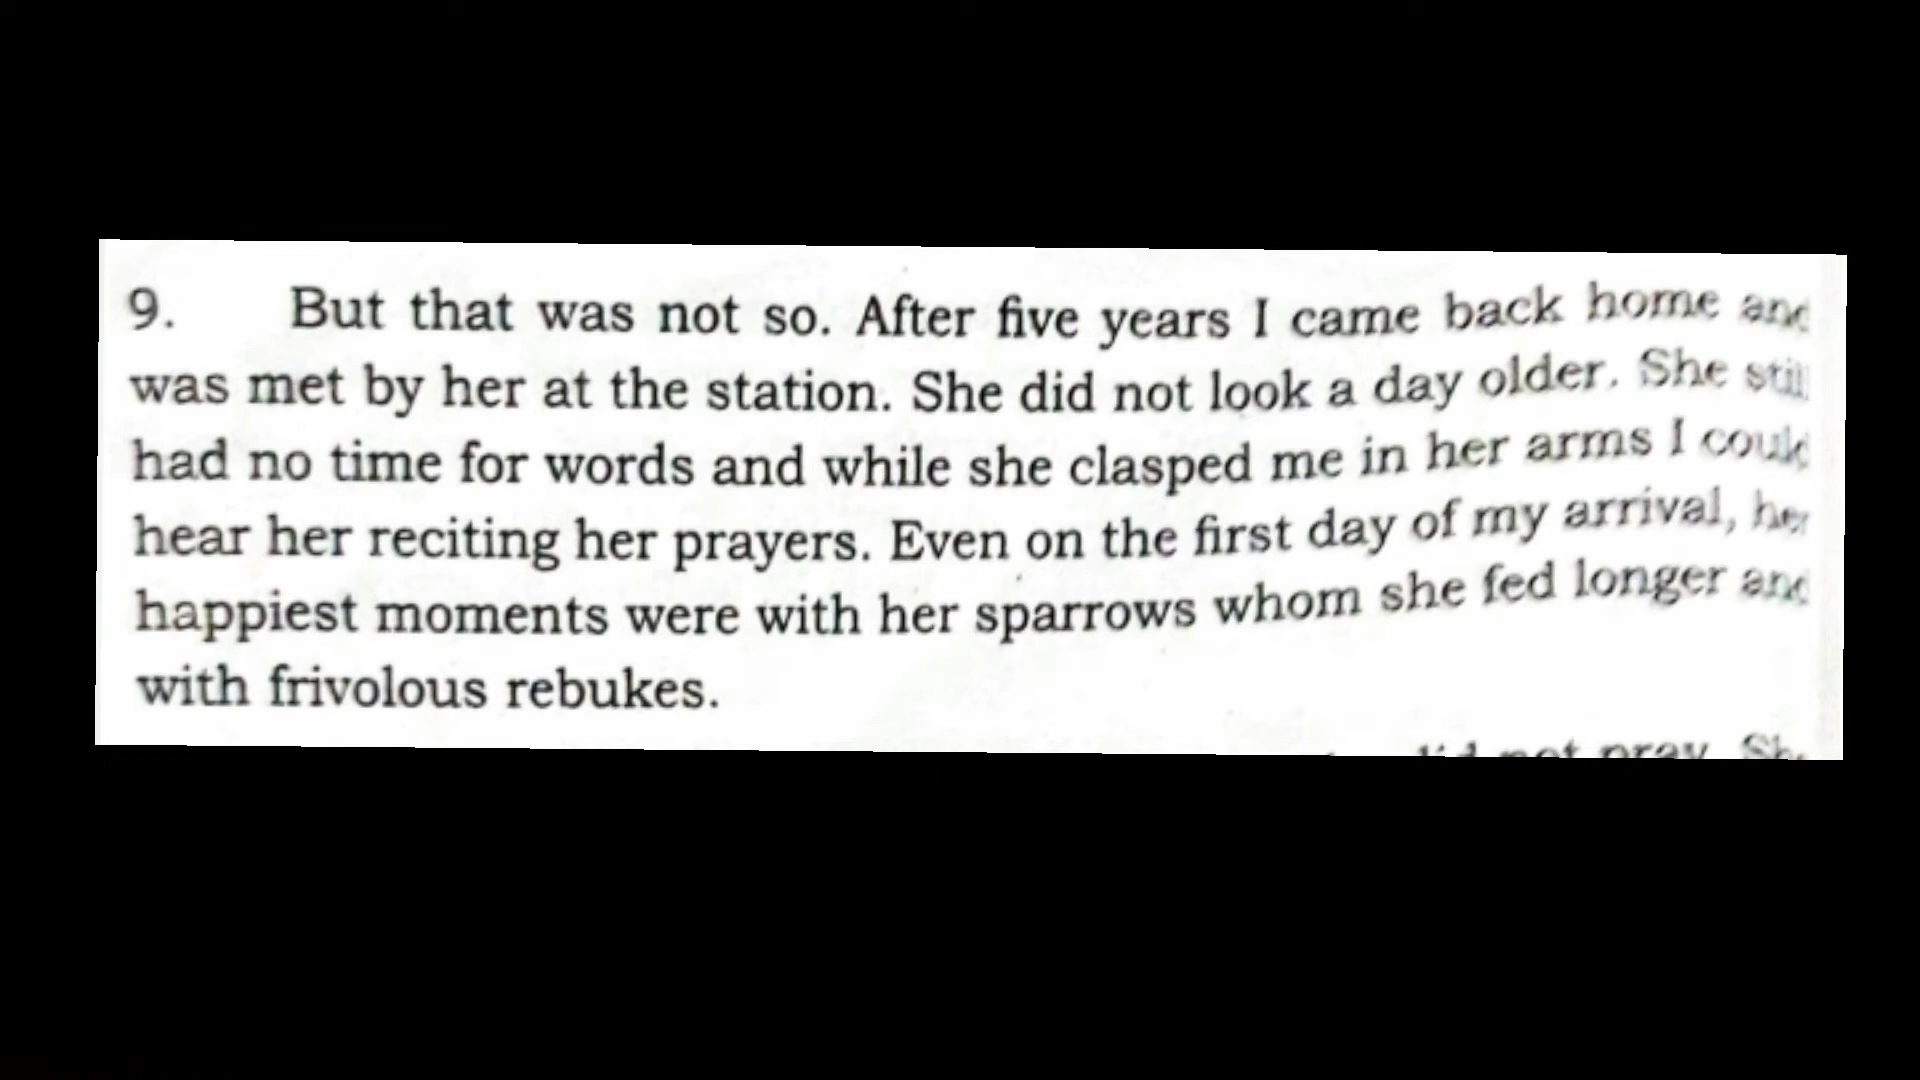 9. But that was not so. After five years I came back home and
was met by her at the station. She did not look a day older. She still
had no time for words and while she clasped me in her arms I could
hear her reciting her prayers. Even on the first day of my arrival, her
happiest moments were with her sparrows whom she fed longer and
with frivolous rebukes.
not pray. Sh